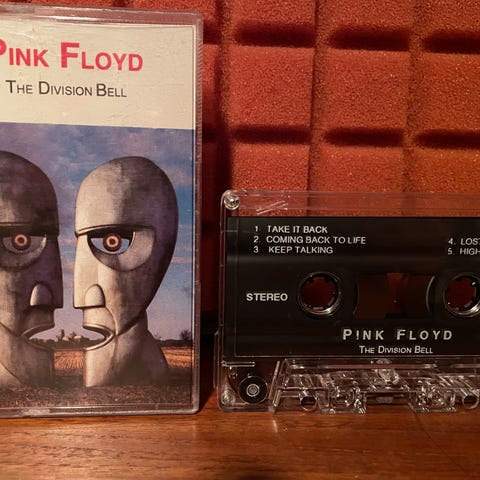 PINK FLOYD
THE DIVISION BELL
1 TAKE IT BACK
2. COMING BACK TO LIFE
3 KEEP TALKING
4. LOST
5. HIGH
STEREO
P!NK FLOYD
THE DIVISION BELL